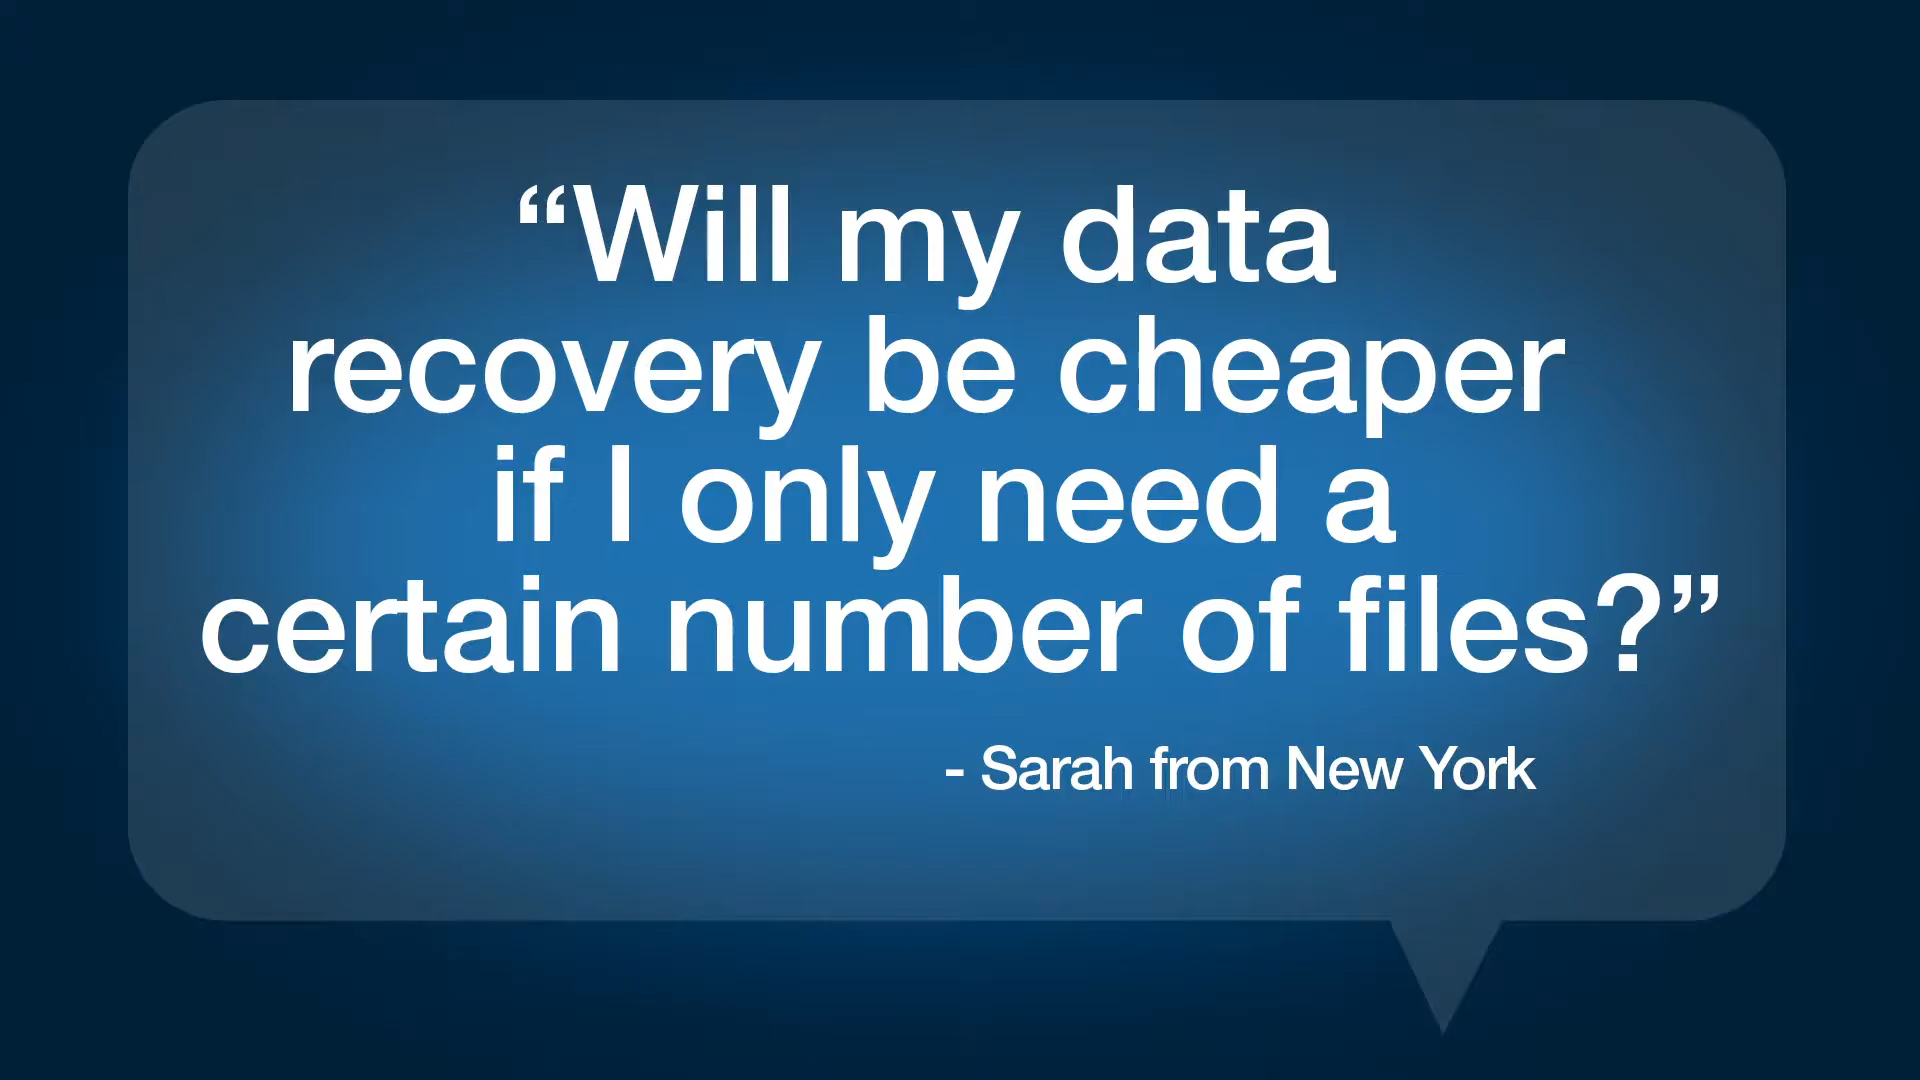 “Will my data
recovery be cheaper
if I only need a
certain number of files?”
- Sarah from New York